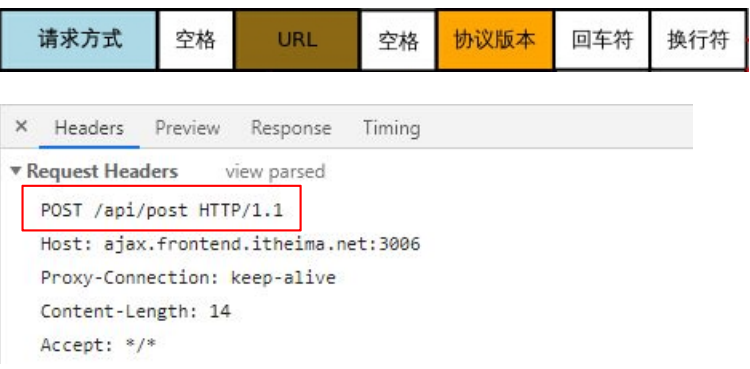 请求方式 空格 URL 空格 协议版本 回车符 换行符
× Headers Preview Response Timing
▼Request Headers view parsed
POST /api/post HTTP/1.1
Host: ajax.frontend.itheima.net:3006
Proxy-Connection: keep-alive
Content-Length: 14
Accept: */*